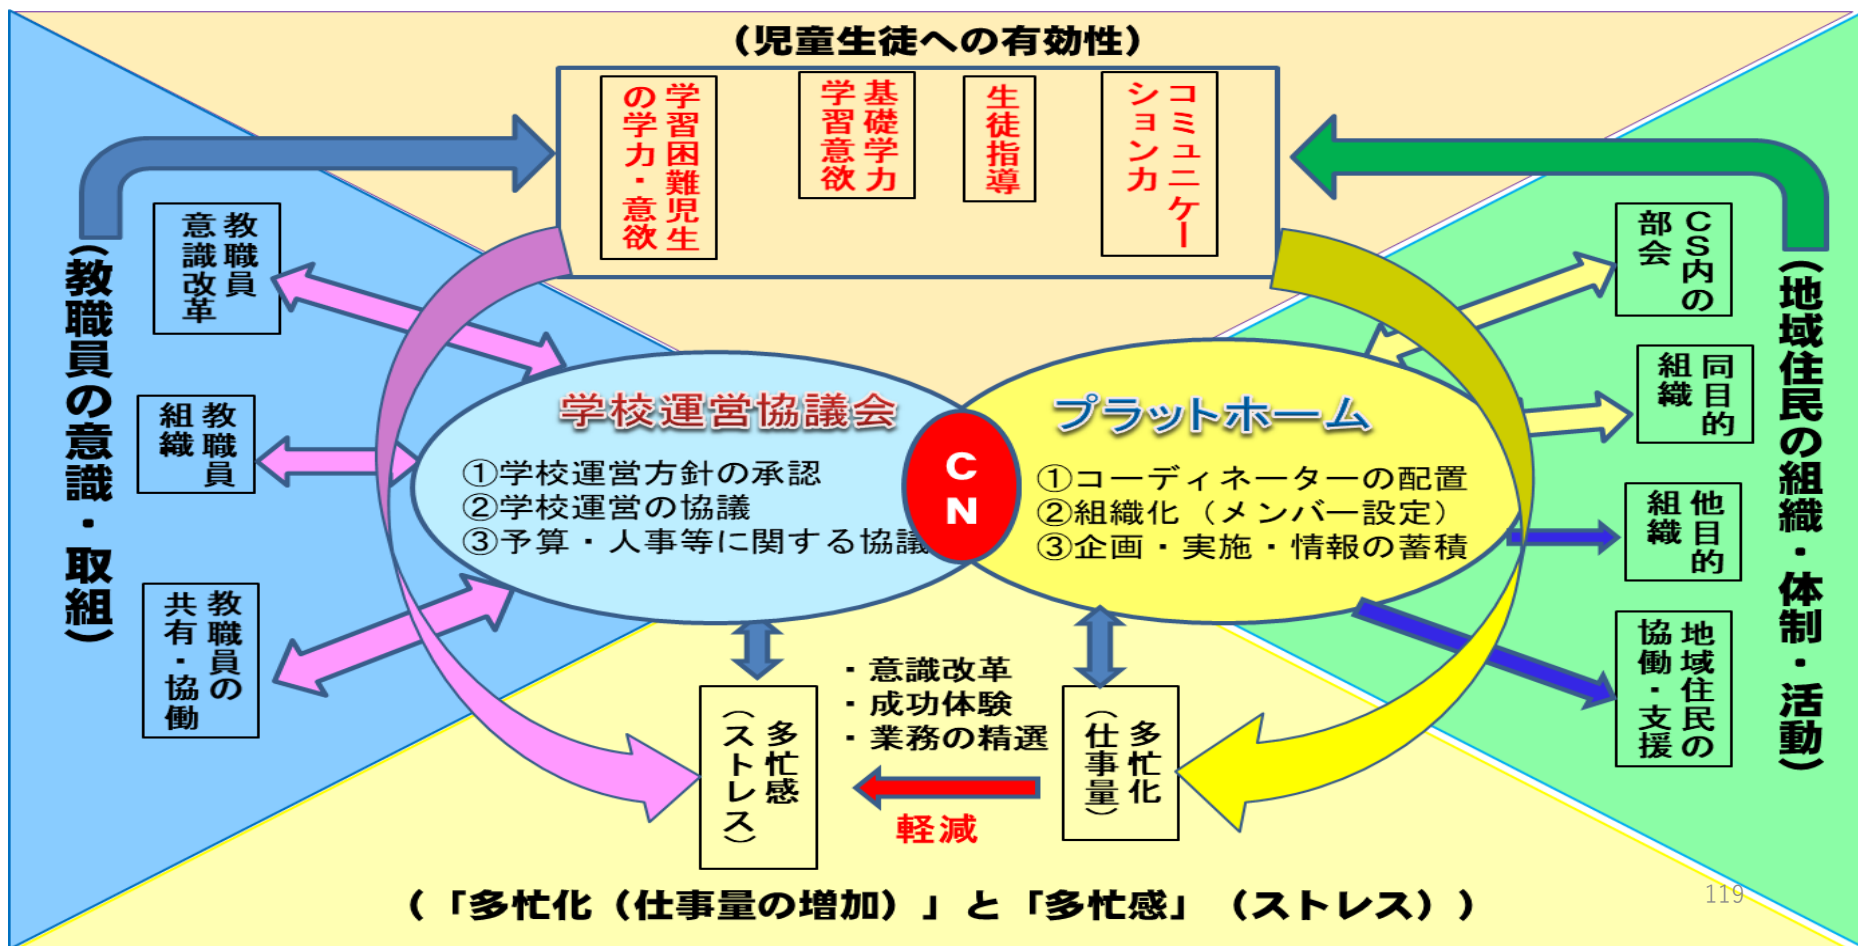 （児童生徒への有効性）
学習困難児生
の学力・意欲
基礎学力
学習意欲
生徒指導
コミュニケー
ション力
（教職員の意識・取組）
教職員
意識改革
教職員
組織
教職員の
共有・協働
学校運営協議会
①学校運営方針の承認
②学校運営の協議
③予算・人事等に関する協議
CN
プラットホーム
①コーディネーターの配置
②組織化（メンバー設定）
③企画・実施・情報の蓄積
（地域住民の組織・体制・活動）
CS内の
部会
同目的
組織
他目的
組織
地域住民の
協働・支援
・意識改革
・成功体験
・業務の精選
多忙感
（ストレス）
軽減
多忙化
（仕事量）
（「多忙化（仕事量の増加）」と「多忙感」（ストレス））
119